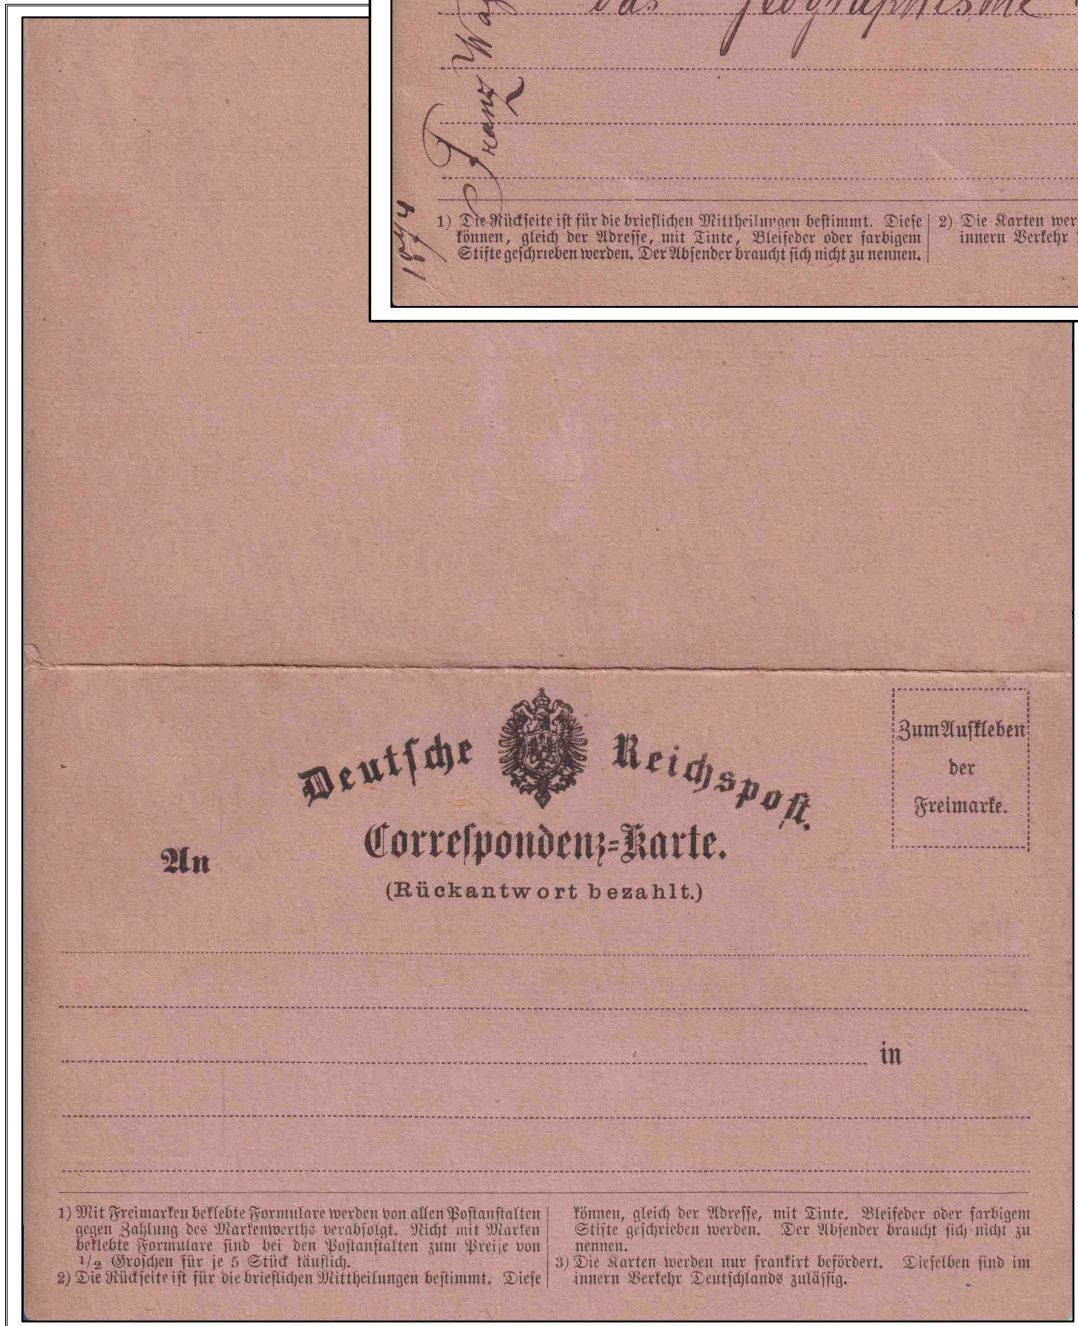 das geographische
Franz
1874
1) Die Rückseite ist für die brieflichen Mittheilungen bestimmt. Diese
können, gleich der Adresse, mit Tinte, Bleifeder oder farbigem
Stifte geschrieben werden. Der Absender braucht sich nicht zu nennen.
2) Die Karten wer
innern Verkehr
Deutsche Reichspost.
Zum Aufkleben
der
Freimarke.
Correspondenz-Karte.
An
(Rückantwort bezahlt.)
in
1) Mit Freimarken beklebte Formulare werden von allen Postanstalten
gegen Zahlung des Markenwerths verabfolgt. Nicht mit Marken
beklebte Formulare sind bei den Postanstalten zum Preise von
1/2 Groschen für je 5 Stück käuflich.
2) Die Rückseite ist für die brieflichen Mittheilungen bestimmt. Diese
können, gleich der Adresse, mit Tinte, Bleifeder oder farbigem
Stifte geschrieben werden. Der Absender braucht sich nicht zu
nennen.
3) Die Karten werden nur frankirt befördert. Dieselben sind im
innern Verkehr Deutschlands zulässig.